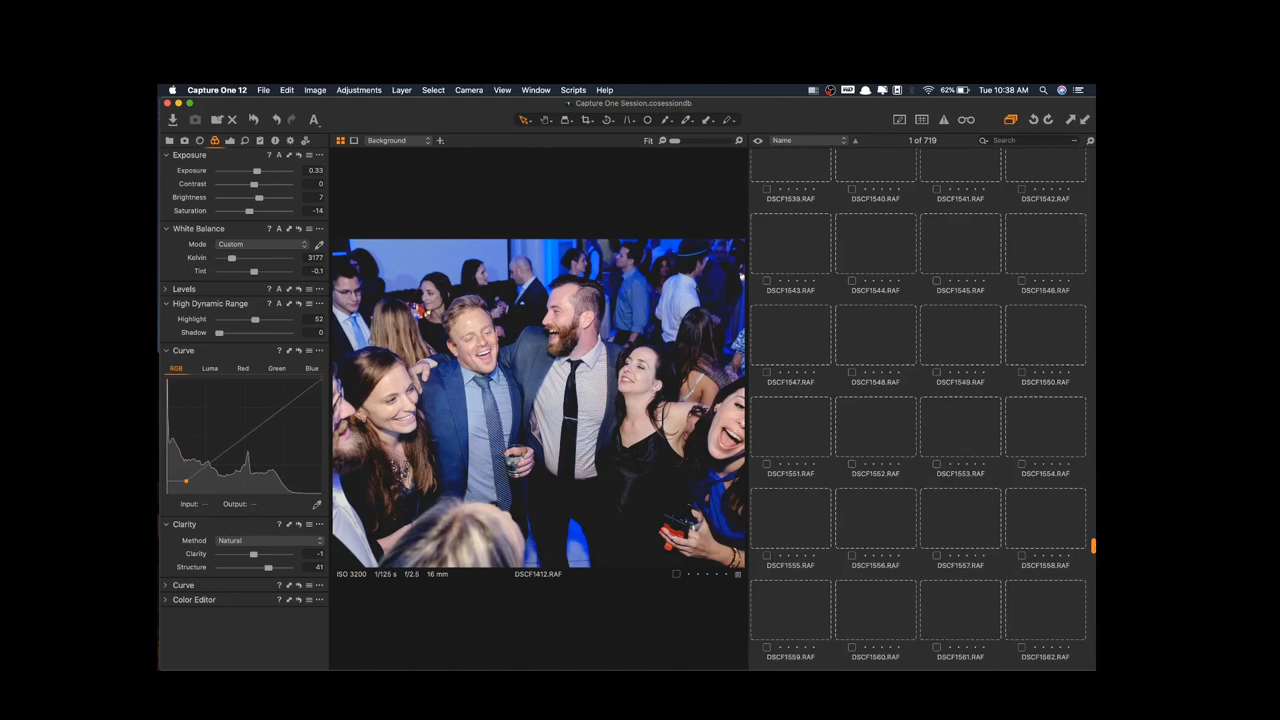 Capture One 12 File Edit Image Adjustments Layer Select Camera View Window Scripts Help 62% Tue 10:38 AM
Capture One Session.cosessiondb
Background Fit Name 1 of 719 Search
Exposure
Exposure 0.33
Contrast 0
Brightness 7
Saturation -14
White Balance
Mode Custom
Kelvin 3177
Tint -0.1
Levels
High Dynamic Range
Highlight 52
Shadow 0
Curve
RGB Luma Red Green Blue
Input: -- Output: --
Clarity
Method Natural
Clarity -1
Structure 41
Curve
Color Editor
ISO 3200 1/125 s f/2.5 16 mm DSCF1412.RAF
DSCF1539.RAF DSCF1540.RAF DSCF1541.RAF DSCF1542.RAF
DSCF1543.RAF DSCF1544.RAF DSCF1545.RAF DSCF1546.RAF
DSCF1547.RAF DSCF1548.RAF DSCF1549.RAF DSCF1550.RAF
DSCF1551.RAF DSCF1552.RAF DSCF1553.RAF DSCF1554.RAF
DSCF1555.RAF DSCF1556.RAF DSCF1557.RAF DSCF1558.RAF
DSCF1559.RAF DSCF1560.RAF DSCF1561.RAF DSCF1562.RAF